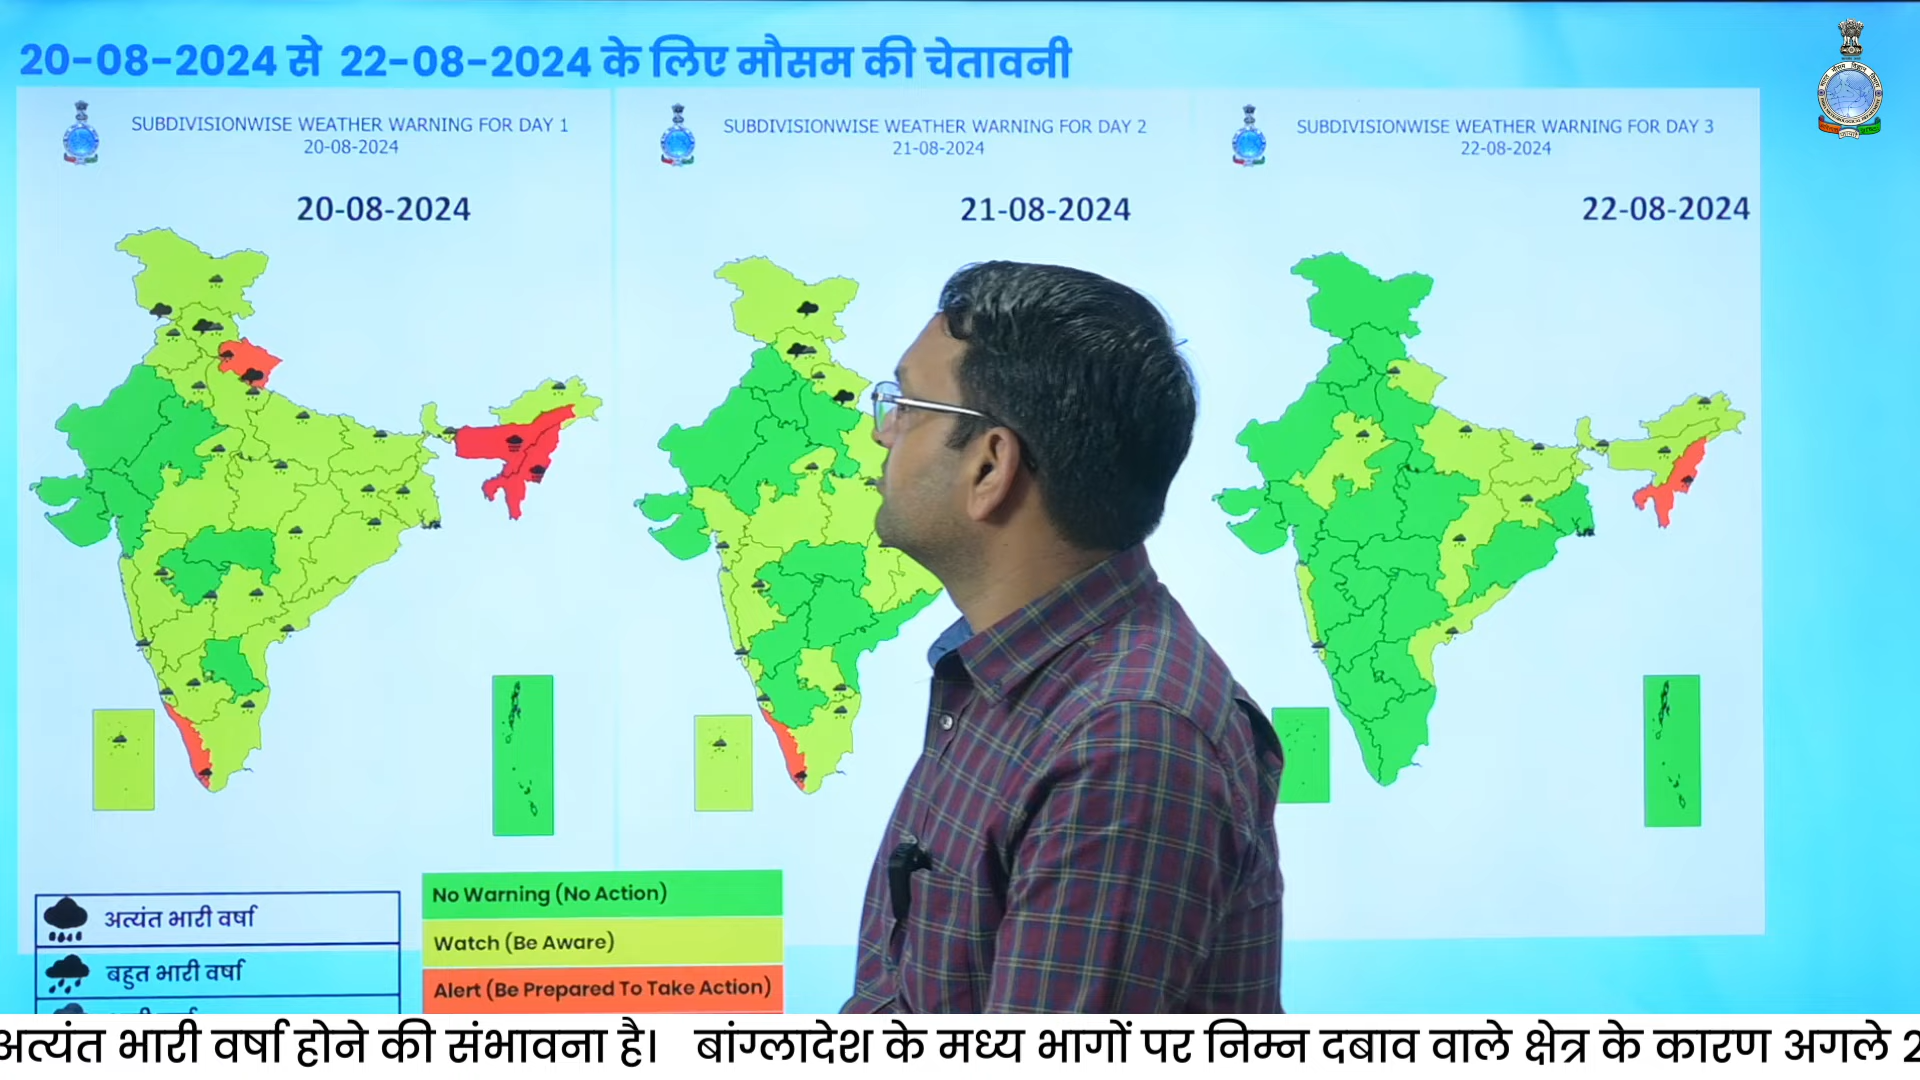 20-08-2024 से 22-08-2024 के लिए मौसम की चेतावनी
SUBDIVISIONWISE WEATHER WARNING FOR DAY 1
20-08-2024
20-08-2024
SUBDIVISIONWISE WEATHER WARNING FOR DAY 2
21-08-2024
21-08-2024
SUBDIVISIONWISE WEATHER WARNING FOR DAY 3
22-08-2024
22-08-2024
अत्यंत भारी वर्षा
बहुत भारी वर्षा
No Warning (No Action)
Watch (Be Aware)
Alert (Be Prepared To Take Action)
अत्यंत भारी वर्षा होने की संभावना है। बांग्लादेश के मध्य भागों पर निम्न दबाव वाले क्षेत्र के कारण अगले 2